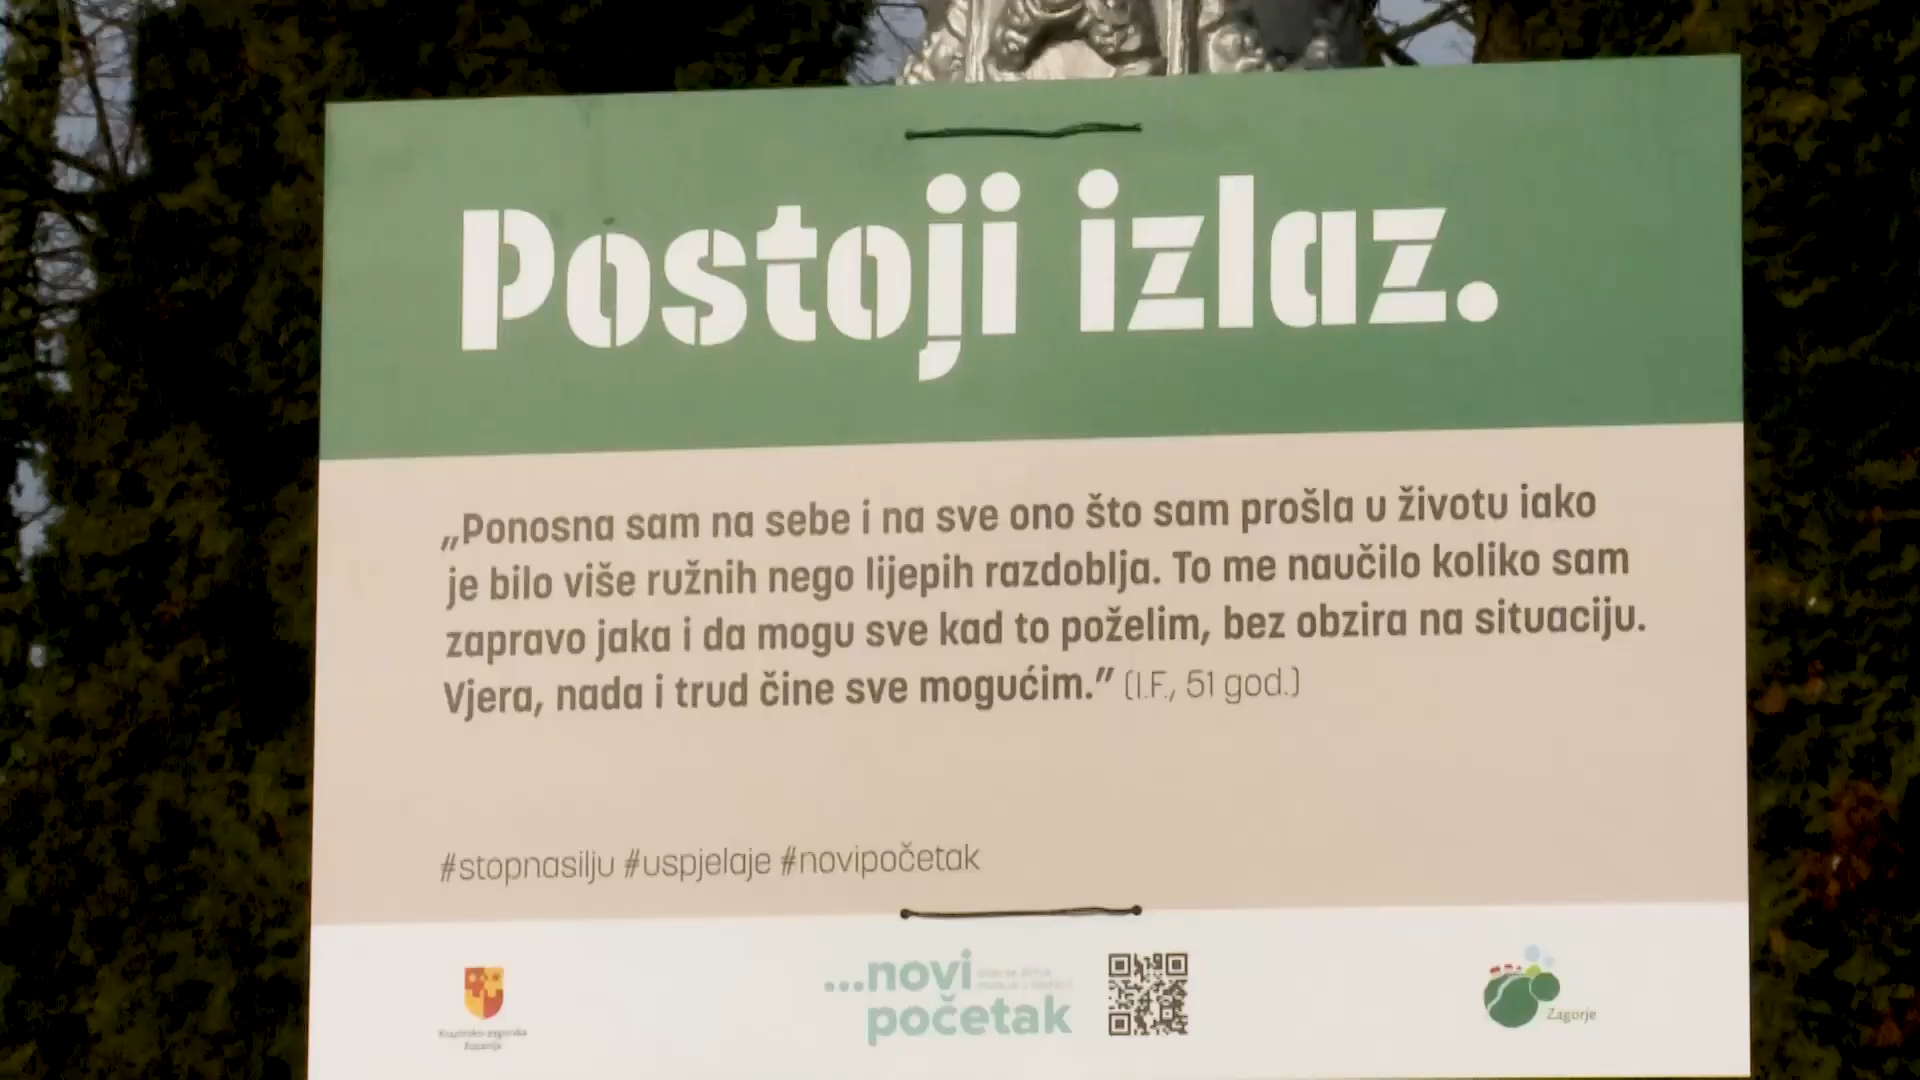 Postoji izlaz.
„Ponosna sam na sebe i na sve ono što sam prošla u životu iako
je bilo više ružnih nego lijepih razdoblja. To me naučilo koliko sam
zapravo jaka i da mogu sve kad to poželim, bez obzira na situaciju.
Vjera, nada i trud čine sve mogućim.” (I.F., 51 god.)
#stopnasilju #uspjelaje #novipočetak
...novi
početak
Krapinsko-zagorska
županija
Zagorje